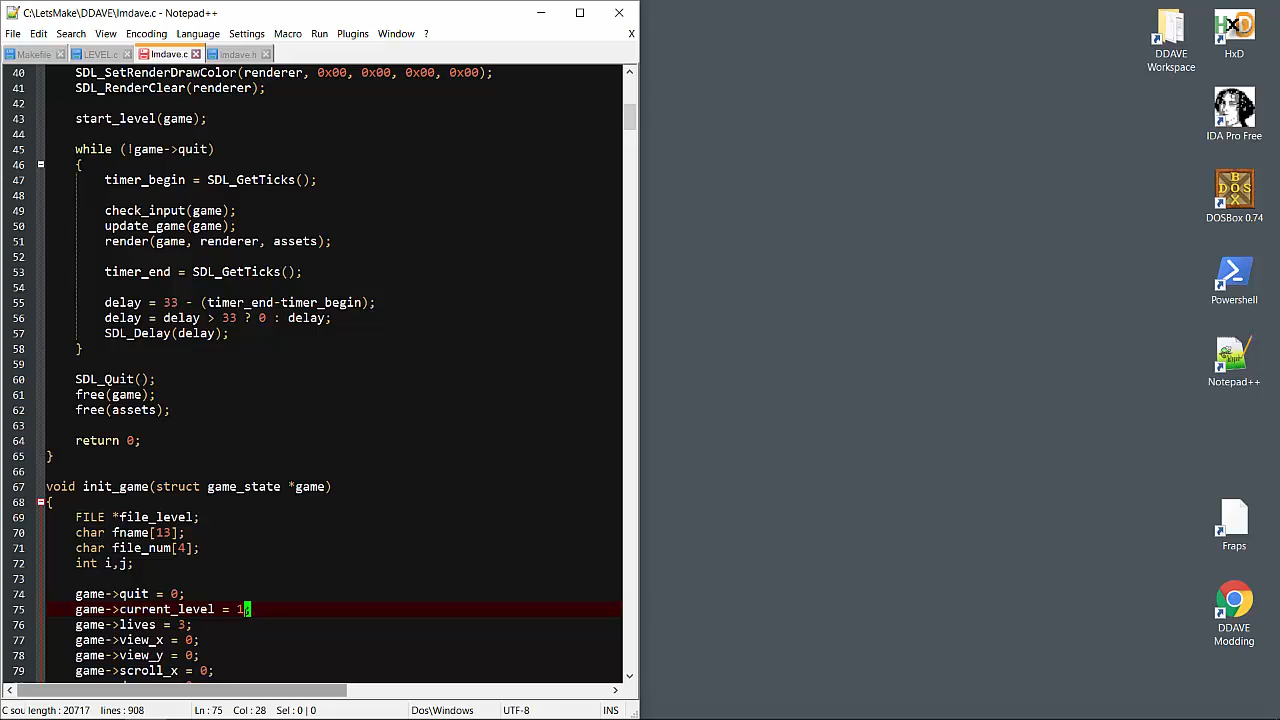 C:\LetsMake\DDAVE\lmdave.c - Notepad++
File Edit Search View Encoding Language Settings Macro Run Plugins Window ? X
Makefile LEVEL.c lmdave.c lmdave.h
40 SDL_SetRenderDrawColor(renderer, 0x00, 0x00, 0x00, 0x00);
41 SDL_RenderClear(renderer);
42
43 start_level(game);
44
45 while (!game->quit)
46 {
47 timer_begin = SDL_GetTicks();
48
49 check_input(game);
50 update_game(game);
51 render(game, renderer, assets);
52
53 timer_end = SDL_GetTicks();
54
55 delay = 33 - (timer_end-timer_begin);
56 delay = delay > 33 ? 0 : delay;
57 SDL_Delay(delay);
58 }
59
60 SDL_Quit();
61 free(game);
62 free(assets);
63
64 return 0;
65 }
66
67 void init_game(struct game_state *game)
68 {
69 FILE *file_level;
70 char fname[13];
71 char file_num[4];
72 int i,j;
73
74 game->quit = 0;
75 game->current_level = 1;
76 game->lives = 3;
77 game->view_x = 0;
78 game->view_y = 0;
79 game->scroll_x = 0;
C sou length : 20717 lines : 908 Ln : 75 Col : 28 Sel : 0 | 0 Dos\Windows UTF-8 INS
DDAVE
Workspace
HxD
IDA Pro Free
DOSBox 0.74
Powershell
Notepad++
Fraps
DDAVE
Modding